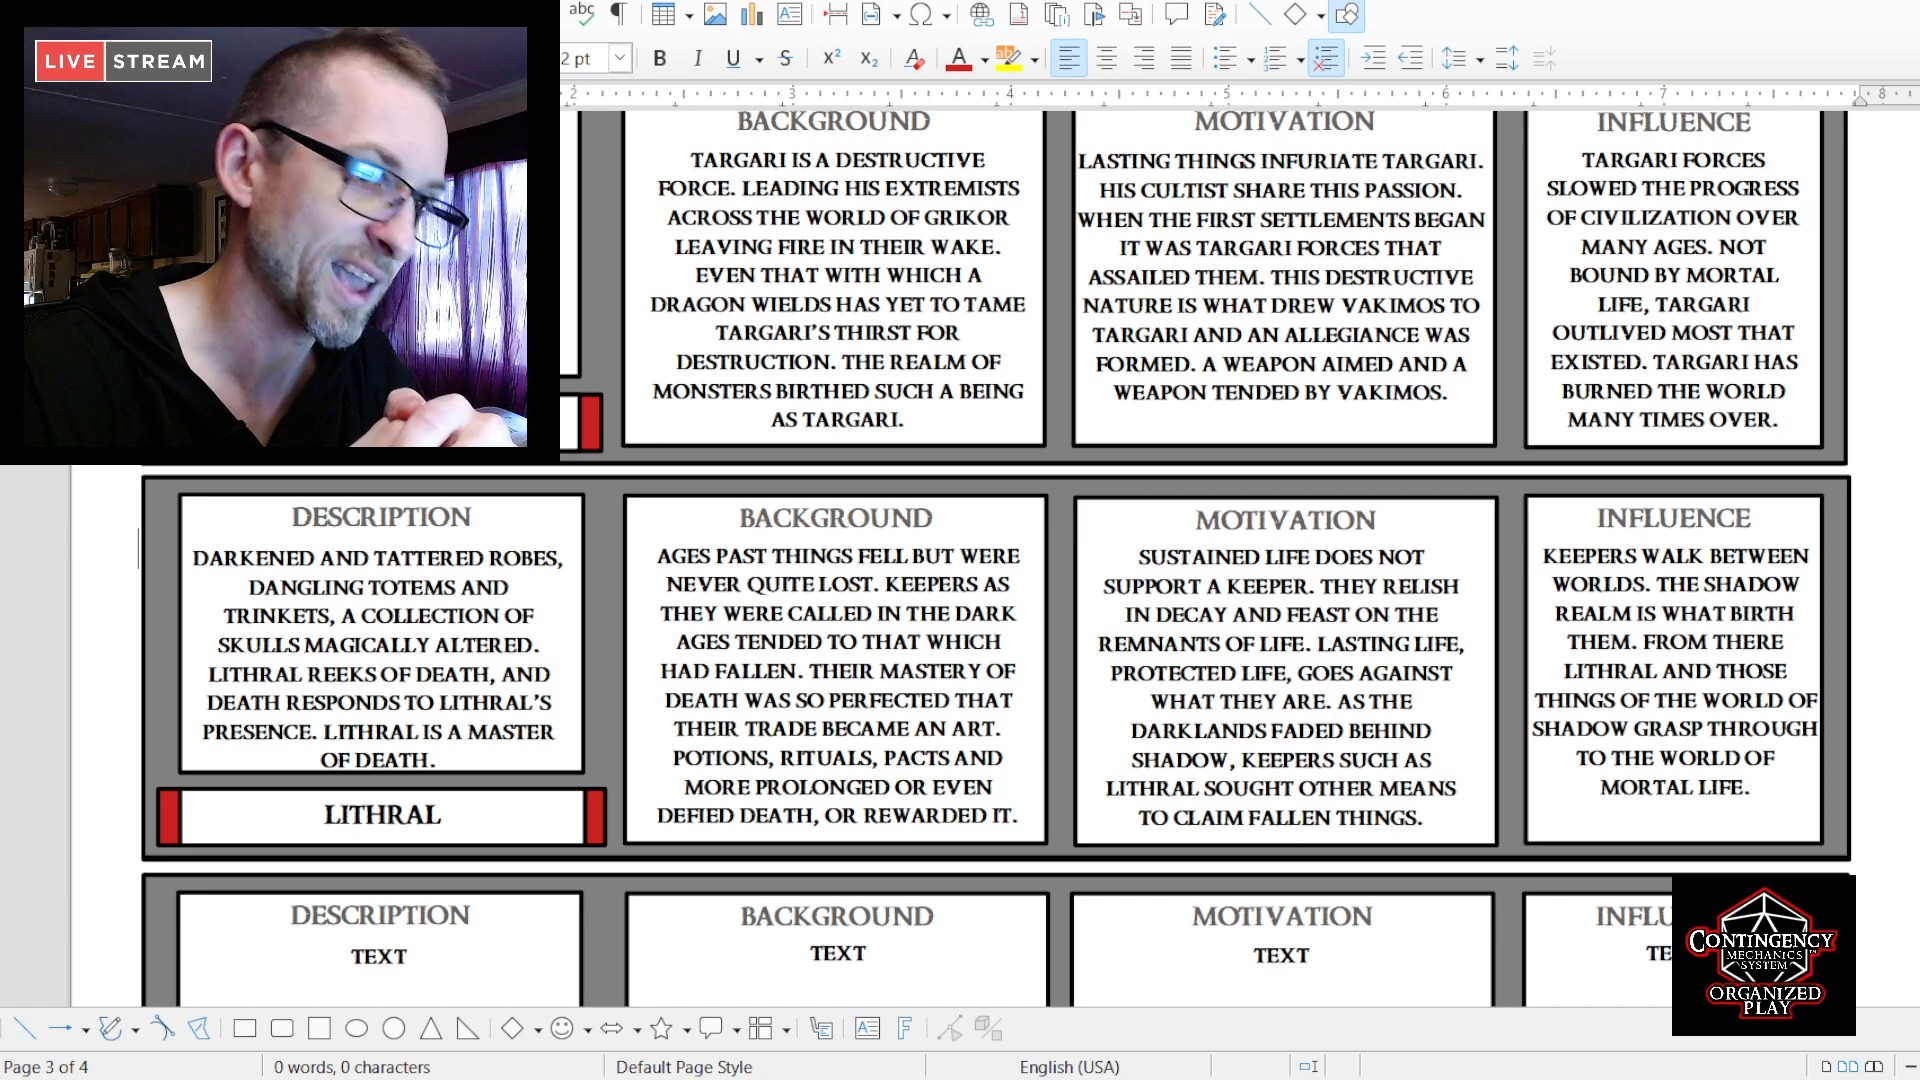 LIVE STREAM
2 pt
2 3 4 5 6 7 8
BACKGROUND
TARGARI IS A DESTRUCTIVE
FORCE. LEADING HIS EXTREMISTS
ACROSS THE WORLD OF GRIKOR
LEAVING FIRE IN THEIR WAKE.
EVEN THAT WITH WHICH A
DRAGON WIELDS HAS YET TO TAME
TARGARI'S THIRST FOR
DESTRUCTION. THE REALM OF
MONSTERS BIRTHED SUCH A BEING
AS TARGARI.
MOTIVATION
LASTING THINGS INFURIATE TARGARI.
HIS CULTIST SHARE THIS PASSION.
WHEN THE FIRST SETTLEMENTS BEGAN
IT WAS TARGARI FORCES THAT
ASSAILED THEM. THIS DESTRUCTIVE
NATURE IS WHAT DREW VAKIMOS TO
TARGARI AND AN ALLEGIANCE WAS
FORMED. A WEAPON AIMED AND A
WEAPON TENDED BY VAKIMOS.
INFLUENCE
TARGARI FORCES
SLOWED THE PROGRESS
OF CIVILIZATION OVER
MANY AGES. NOT
BOUND BY MORTAL
LIFE, TARGARI
OUTLIVED MOST THAT
EXISTED. TARGARI HAS
BURNED THE WORLD
MANY TIMES OVER.
DESCRIPTION
DARKENED AND TATTERED ROBES,
DANGLING TOTEMS AND
TRINKETS, A COLLECTION OF
SKULLS MAGICALLY ALTERED.
LITHRAL REEKS OF DEATH, AND
DEATH RESPONDS TO LITHRAL'S
PRESENCE. LITHRAL IS A MASTER
OF DEATH.
LITHRAL
BACKGROUND
AGES PAST THINGS FELL BUT WERE
NEVER QUITE LOST. KEEPERS AS
THEY WERE CALLED IN THE DARK
AGES TENDED TO THAT WHICH
HAD FALLEN. THEIR MASTERY OF
DEATH WAS SO PERFECTED THAT
THEIR TRADE BECAME AN ART.
POTIONS, RITUALS, PACTS AND
MORE PROLONGED OR EVEN
DEFIED DEATH, OR REWARDED IT.
MOTIVATION
SUSTAINED LIFE DOES NOT
SUPPORT A KEEPER. THEY RELISH
IN DECAY AND FEAST ON THE
REMNANTS OF LIFE. LASTING LIFE,
PROTECTED LIFE, GOES AGAINST
WHAT THEY ARE. AS THE
DARKLANDS FADED BEHIND
SHADOW, KEEPERS SUCH AS
LITHRAL SOUGHT OTHER MEANS
TO CLAIM FALLEN THINGS.
INFLUENCE
KEEPERS WALK BETWEEN
WORLDS. THE SHADOW
REALM IS WHAT BIRTH
THEM. FROM THERE
LITHRAL AND THOSE
THINGS OF THE WORLD OF
SHADOW GRASP THROUGH
TO THE WORLD OF
MORTAL LIFE.
DESCRIPTION
TEXT
BACKGROUND
TEXT
MOTIVATION
TEXT
INFLU
TE
CONTINGENCY
MECHANICS
SYSTEM
ORGANIZED
PLAY
Page 3 of 4
0 words, 0 characters
Default Page Style
English (USA)